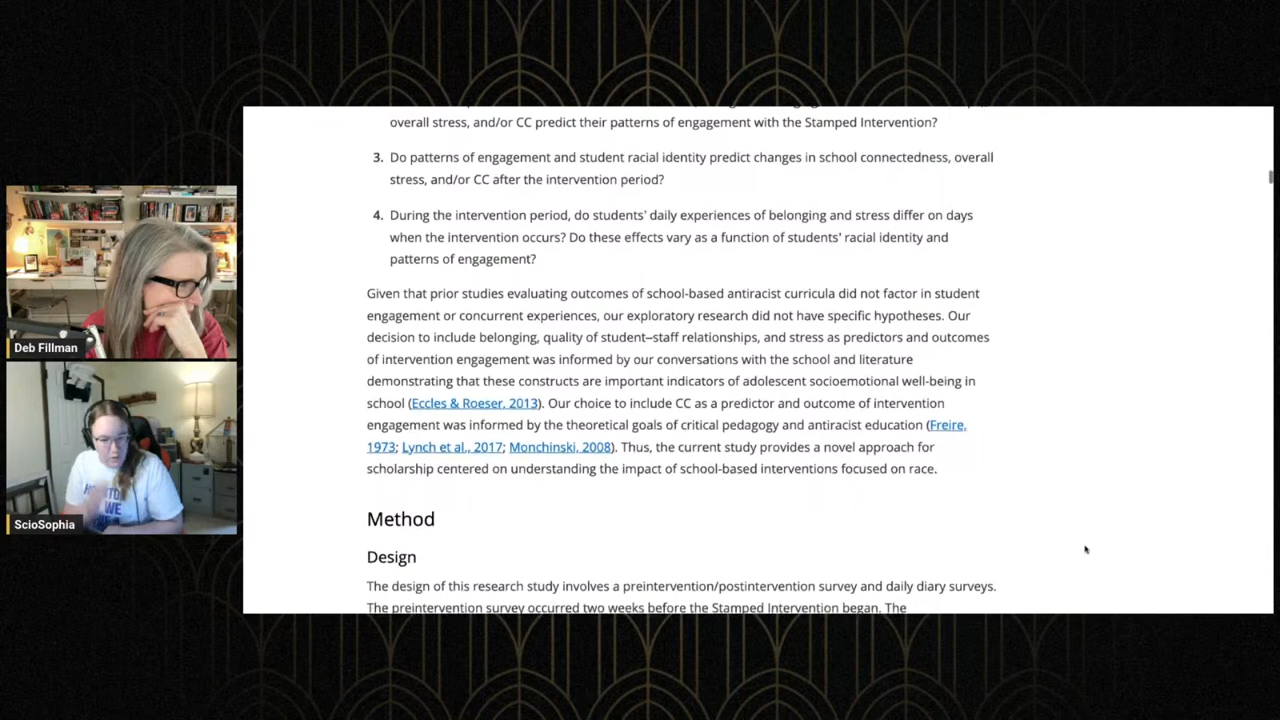 overall stress, and/or CC predict their patterns of engagement with the Stamped Intervention?
3. Do patterns of engagement and student racial identity predict changes in school connectedness, overall
stress, and/or CC after the intervention period?
4. During the intervention period, do students' daily experiences of belonging and stress differ on days
when the intervention occurs? Do these effects vary as a function of students' racial identity and
patterns of engagement?
Given that prior studies evaluating outcomes of school-based antiracist curricula did not factor in student
engagement or concurrent experiences, our exploratory research did not have specific hypotheses. Our
decision to include belonging, quality of student–staff relationships, and stress as predictors and outcomes
of intervention engagement was informed by our conversations with the school and literature
demonstrating that these constructs are important indicators of adolescent socioemotional well-being in
school (Eccles & Roeser, 2013). Our choice to include CC as a predictor and outcome of intervention
engagement was informed by the theoretical goals of critical pedagogy and antiracist education (Freire,
1973; Lynch et al., 2017; Monchinski, 2008). Thus, the current study provides a novel approach for
scholarship centered on understanding the impact of school-based interventions focused on race.
Method
Design
The design of this research study involves a preintervention/postintervention survey and daily diary surveys.
The preintervention survey occurred two weeks before the Stamped Intervention began. The
Deb Fillman
WE
ScioSophia